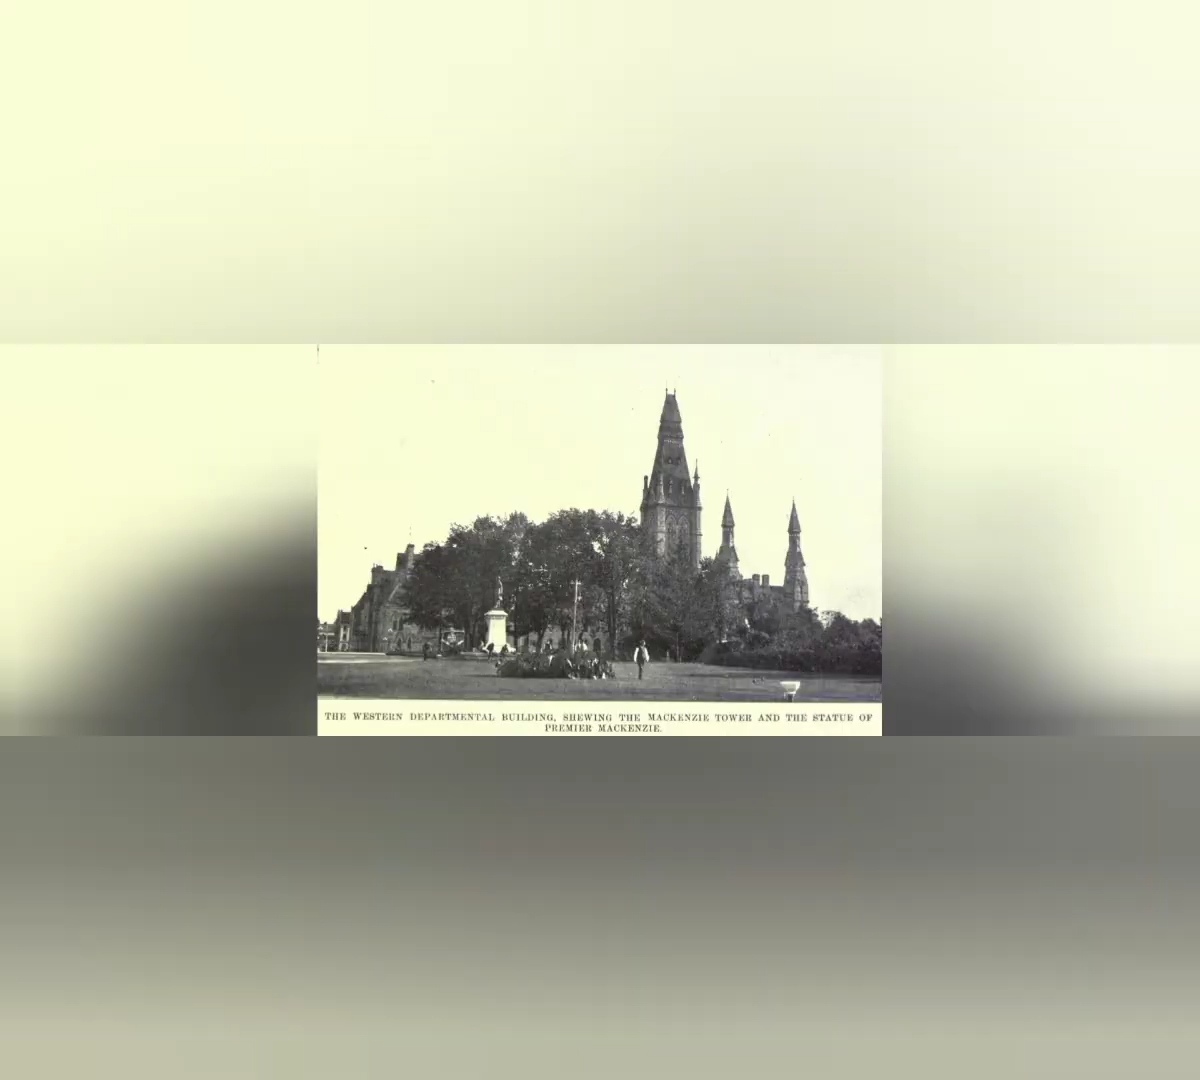 THE WESTERN DEPARTMENTAL BUILDING, SHEWING THE MACKENZIE TOWER AND THE STATUE OF
PREMIER MACKENZIE.